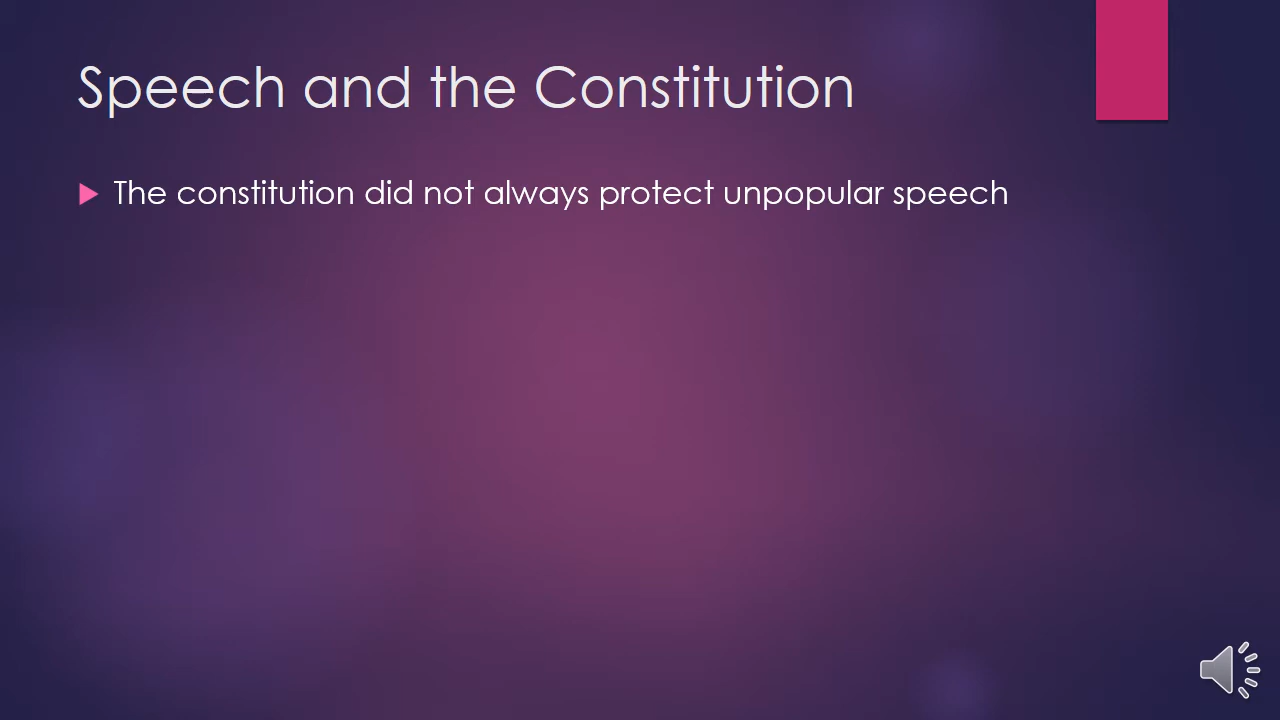 Speech and the Constitution
The constitution did not always protect unpopular speech